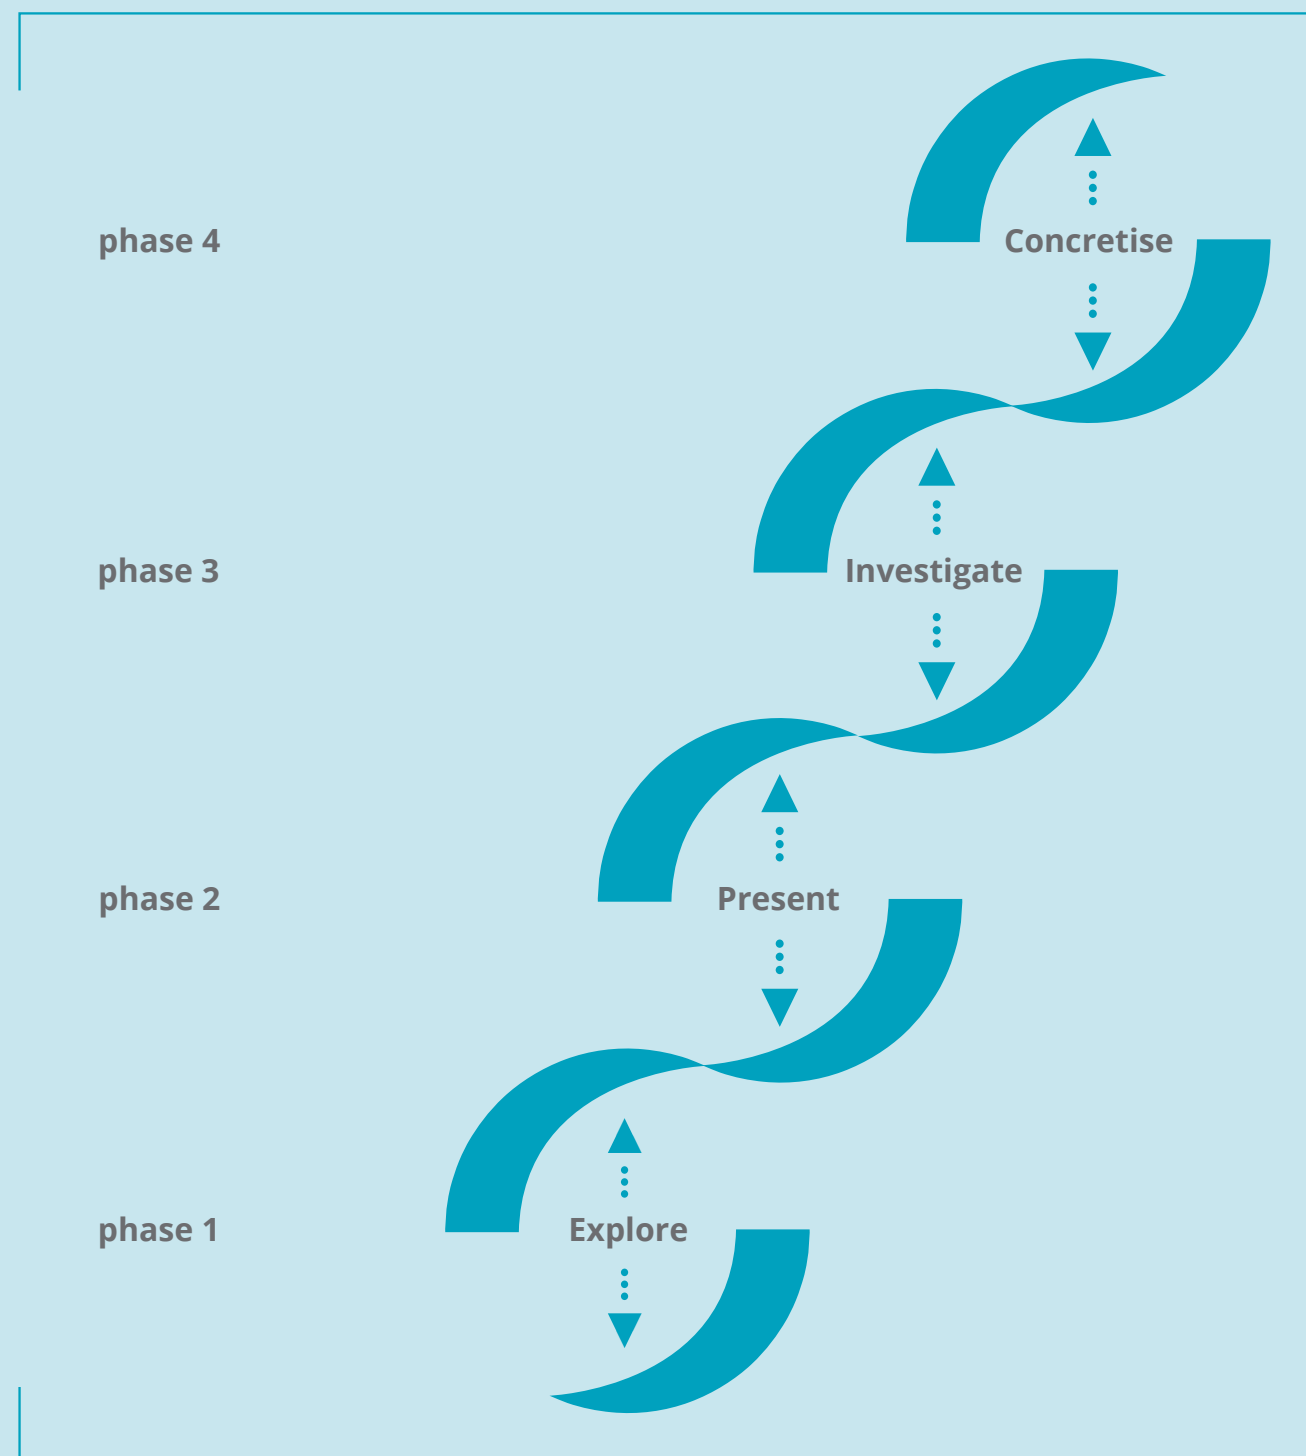 phase 4 Concretise
phase 3 Investigate
phase 2 Present
phase 1 Explore